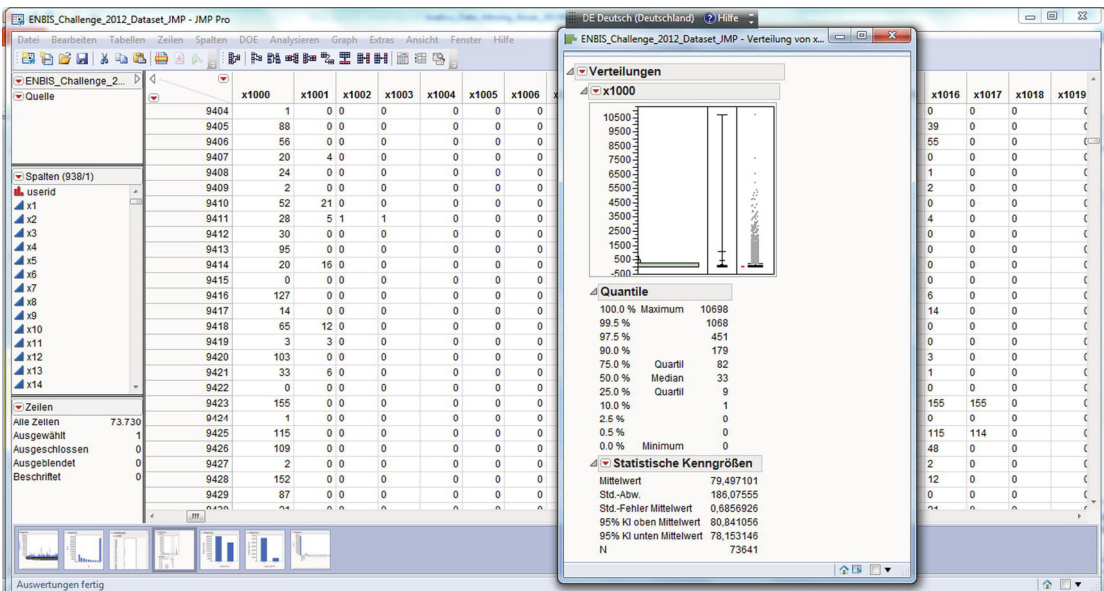 ENBIS_Challenge_2012_Dataset_JMP - JMP Pro
Datei Bearbeiten Tabellen Zeilen Spalten DOE Analysieren Graph Extras Ansicht Fenster Hilfe
ENBIS_Challenge_2...
Quelle
Spalten (938/1)
userid
x1
x2
x3
x4
x5
x6
x7
x8
x9
x10
x11
x12
x13
x14
Zeilen
Alle Zeilen 73.730
Ausgewählt 1
Ausgeschlossen 0
Ausgeblendet 0
Beschriftet 0
x1000 x1001 x1002 x1003 x1004 x1005 x1006
9404 1 0 0 0 0 0 0
9405 88 0 0 0 0 0 0
9406 56 0 0 0 0 0 0
9407 20 4 0 0 0 0 0
9408 24 0 0 0 0 0 0
9409 2 0 0 0 0 0 0
9410 52 21 0 0 0 0 0
9411 28 5 1 1 0 0 0
9412 30 0 0 0 0 0 0
9413 95 0 0 0 0 0 0
9414 20 16 0 0 0 0 0
9415 0 0 0 0 0 0 0
9416 127 0 0 0 0 0 0
9417 14 0 0 0 0 0 0
9418 65 12 0 0 0 0 0
9419 3 3 0 0 0 0 0
9420 103 0 0 0 0 0 0
9421 33 6 0 0 0 0 0
9422 0 0 0 0 0 0 0
9423 155 0 0 0 0 0 0
9424 1 0 0 0 0 0 0
9425 115 0 0 0 0 0 0
9426 109 0 0 0 0 0 0
9427 2 0 0 0 0 0 0
9428 152 0 0 0 0 0 0
9429 87 0 0 0 0 0 0
DE Deutsch (Deutschland) Hilfe
ENBIS_Challenge_2012_Dataset_JMP - Verteilung von x...
Verteilungen
x1000
10500
9500
8500
7500
6500
5500
4500
3500
2500
1500
500
-500
Quantile
100.0 % Maximum 10698
99.5 % 1068
97.5 % 451
90.0 % 179
75.0 % Quartil 82
50.0 % Median 33
25.0 % Quartil 9
10.0 % 1
2.5 % 0
0.5 % 0
0.0 % Minimum 0
Statistische Kenngrößen
Mittelwert 79,497101
Std.-Abw. 186,07555
Std.-Fehler Mittelwert 0,6856926
95% KI oben Mittelwert 80,841056
95% KI unten Mittelwert 78,153146
N 73641
x1016 x1017 x1018 x1019
0 0 0
39 0 0
55 0 0
0 0 0
1 0 0
2 0 0
0 0 0
4 0 0
0 0 0
0 0 0
0 0 0
0 0 0
6 0 0
14 0 0
0 0 0
0 0 0
3 0 0
1 0 0
0 0 0
155 155 0
0 0 0
115 114 0
48 0 0
2 0 0
12 0 0
0 0 0
Auswertungen fertig